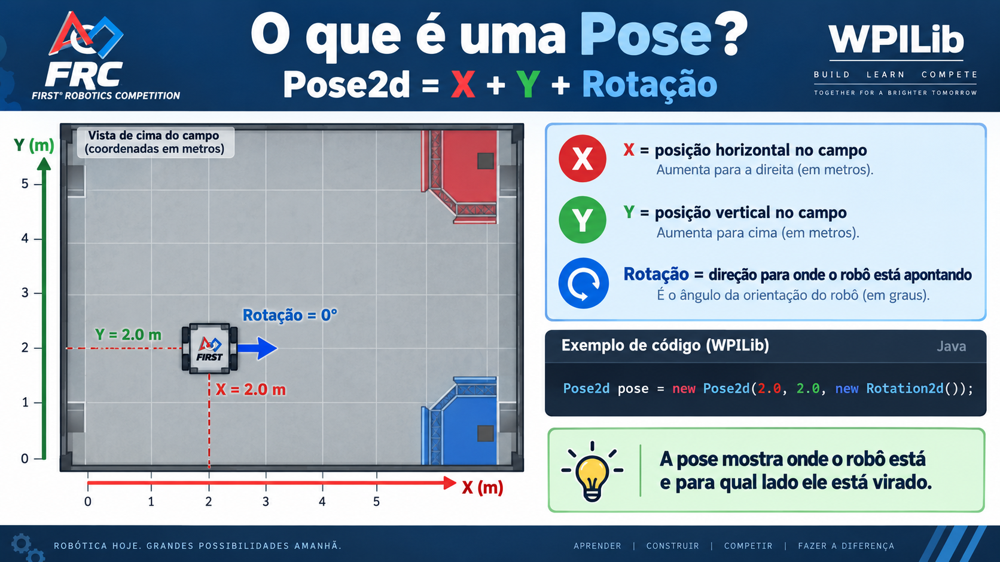 FRC
FIRST® ROBOTICS COMPETITION
O que é uma Pose?
Pose2d = X + Y + Rotação
WPILib
BUILD LEARN COMPETE
TOGETHER FOR A BRIGHTER TOMORROW
Vista de cima do campo
(coordenadas em metros)
Y (m)
5
4
3
2
1
0
Rotação = 0°
Y = 2.0 m
FIRST
X = 2.0 m
X (m)
0 1 2 3 4 5
X
X = posição horizontal no campo
Aumenta para a direita (em metros).
Y
Y = posição vertical no campo
Aumenta para cima (em metros).
Rotação = direção para onde o robô está apontando
É o ângulo da orientação do robô (em graus).
Exemplo de código (WPILib) Java
Pose2d pose = new Pose2d(2.0, 2.0, new Rotation2d());
A pose mostra onde o robô está
e para qual lado ele está virado.
ROBÓTICA HOJE. GRANDES POSSIBILIDADES AMANHÃ.
APRENDER | CONSTRUIR | COMPETIR | FAZER A DIFERENÇA